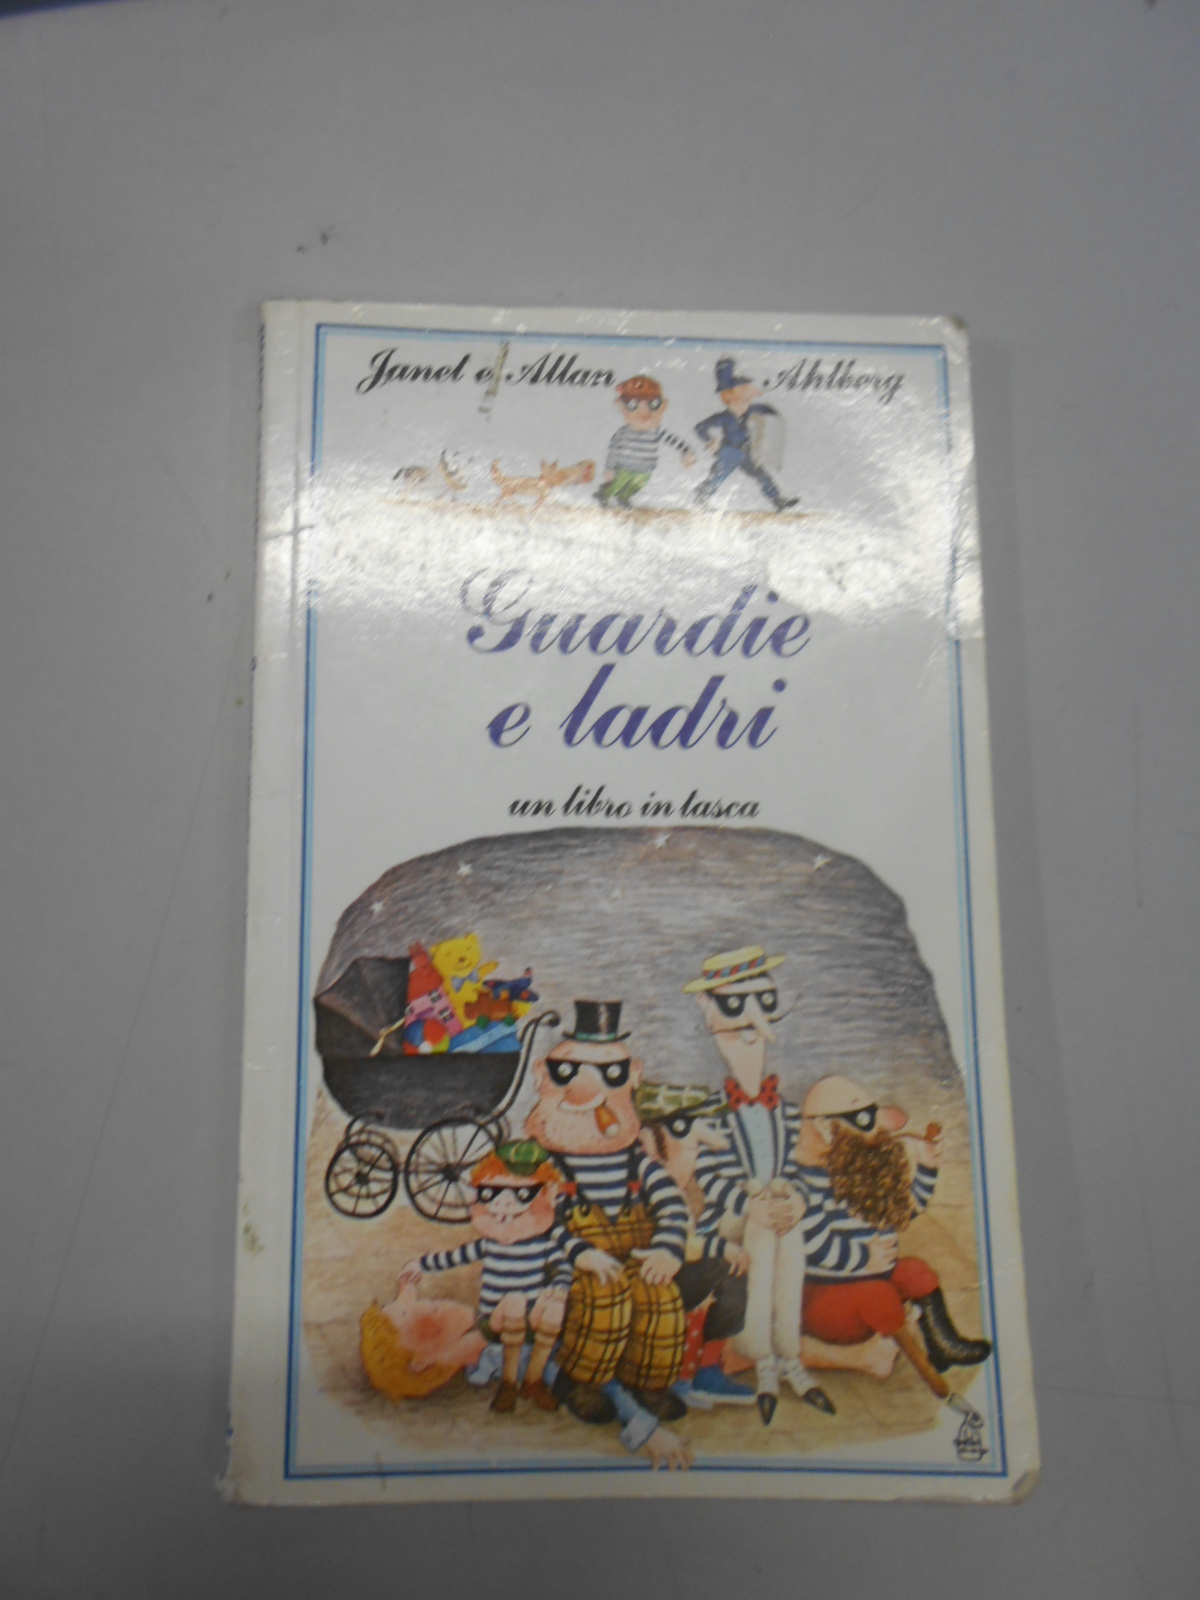 Janet e Allan Ahlberg
Guardie
e ladri
un libro in tasca